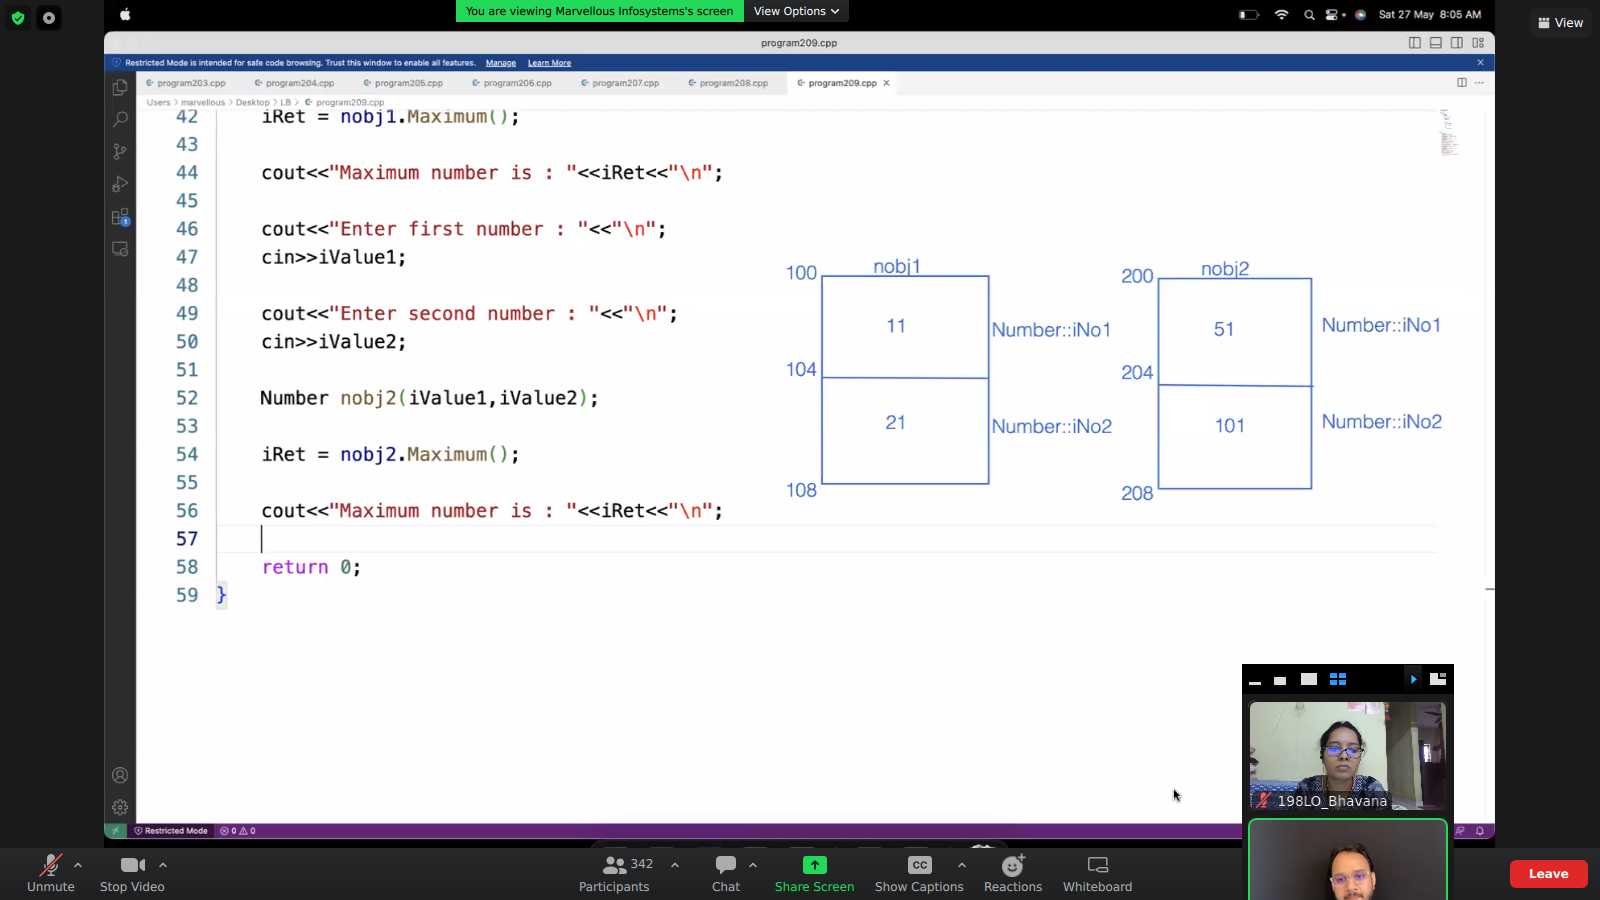 You are viewing Marvellous Infosystems's screen
View Options
Sat 27 May 8:05 AM
View
program209.cpp
Restricted Mode is intended for safe code browsing. Trust this window to enable all features. Manage Learn More
program203.cpp program204.cpp program205.cpp program206.cpp program207.cpp program208.cpp program209.cpp
Users > marvellous > Desktop > LB > program209.cpp
42 iRet = nobj1.Maximum();
43
44 cout<<"Maximum number is : "<<iRet<<"\n";
45
46 cout<<"Enter first number : "<<"\n";
47 cin>>iValue1;
48
49 cout<<"Enter second number : "<<"\n";
50 cin>>iValue2;
51
52 Number nobj2(iValue1,iValue2);
53
54 iRet = nobj2.Maximum();
55
56 cout<<"Maximum number is : "<<iRet<<"\n";
57
58 return 0;
59 }
nobj1
100
11
Number::iNo1
104
21
Number::iNo2
108
nobj2
200
51
Number::iNo1
204
101
Number::iNo2
208
198LO_Bhavana
Restricted Mode 0 0
1
Unmute
Stop Video
342
Participants
Chat
Share Screen
CC
Show Captions
Reactions
Whiteboard
Leave